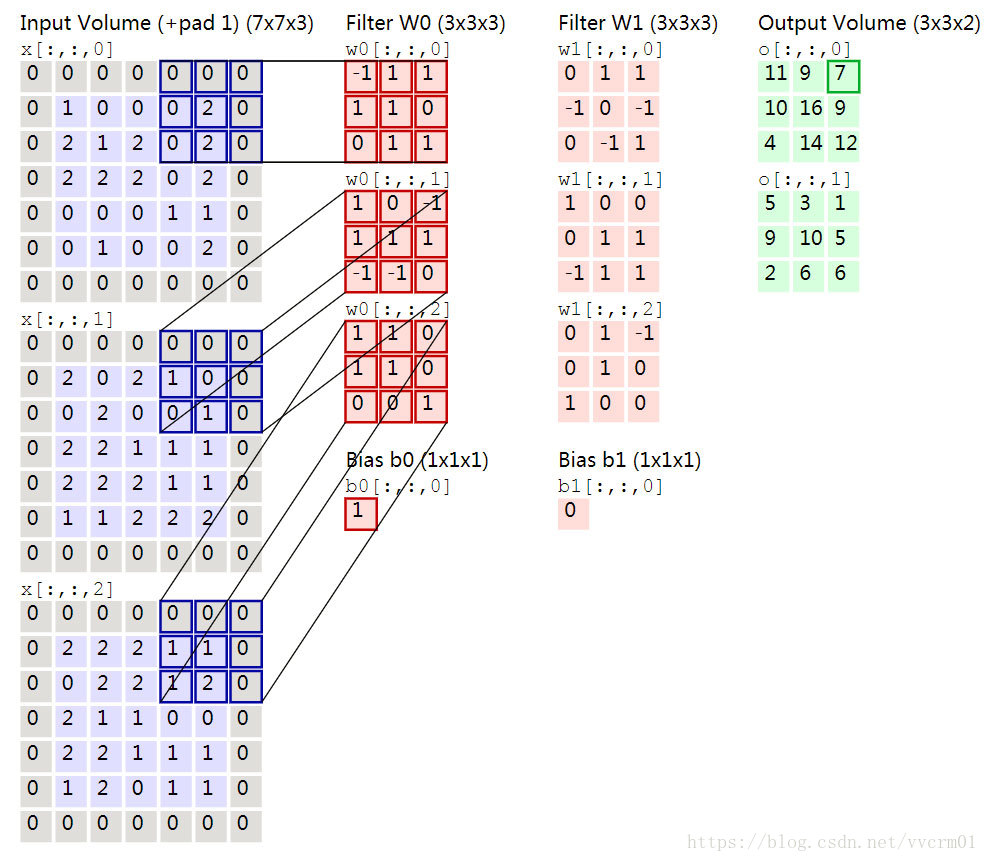 Input Volume (+pad 1) (7x7x3)
x[:,:,0]
0 0 0 0 0 0 0
0 1 0 0 0 2 0
0 2 1 2 0 2 0
0 2 2 2 0 2 0
0 0 0 0 1 1 0
0 0 1 0 0 2 0
0 0 0 0 0 0 0
x[:,:,1]
0 0 0 0 0 0 0
0 2 0 2 1 0 0
0 0 2 0 0 1 0
0 2 2 1 1 1 0
0 2 2 2 1 1 0
0 1 1 2 2 2 0
0 0 0 0 0 0 0
x[:,:,2]
0 0 0 0 0 0 0
0 2 2 2 1 1 0
0 0 2 2 1 2 0
0 2 1 1 0 0 0
0 2 2 1 1 1 0
0 1 2 0 1 1 0
0 0 0 0 0 0 0
Filter W0 (3x3x3)
w0[:,:,0]
-1 1 1
1 1 0
0 1 1
w0[:,:,1]
1 0 -1
1 1 1
-1 -1 0
w0[:,:,2]
1 1 0
1 1 0
0 0 1
Bias b0 (1x1x1)
b0[:,:,0]
1
Filter W1 (3x3x3)
w1[:,:,0]
0 1 1
-1 0 -1
0 -1 1
w1[:,:,1]
1 0 0
0 1 1
-1 1 1
w1[:,:,2]
0 1 -1
0 1 0
1 0 0
Bias b1 (1x1x1)
b1[:,:,0]
0
Output Volume (3x3x2)
o[:,:,0]
11 9 7
10 16 9
4 14 12
o[:,:,1]
5 3 1
9 10 5
2 6 6
https://blog.csdn.net/vvcrm01